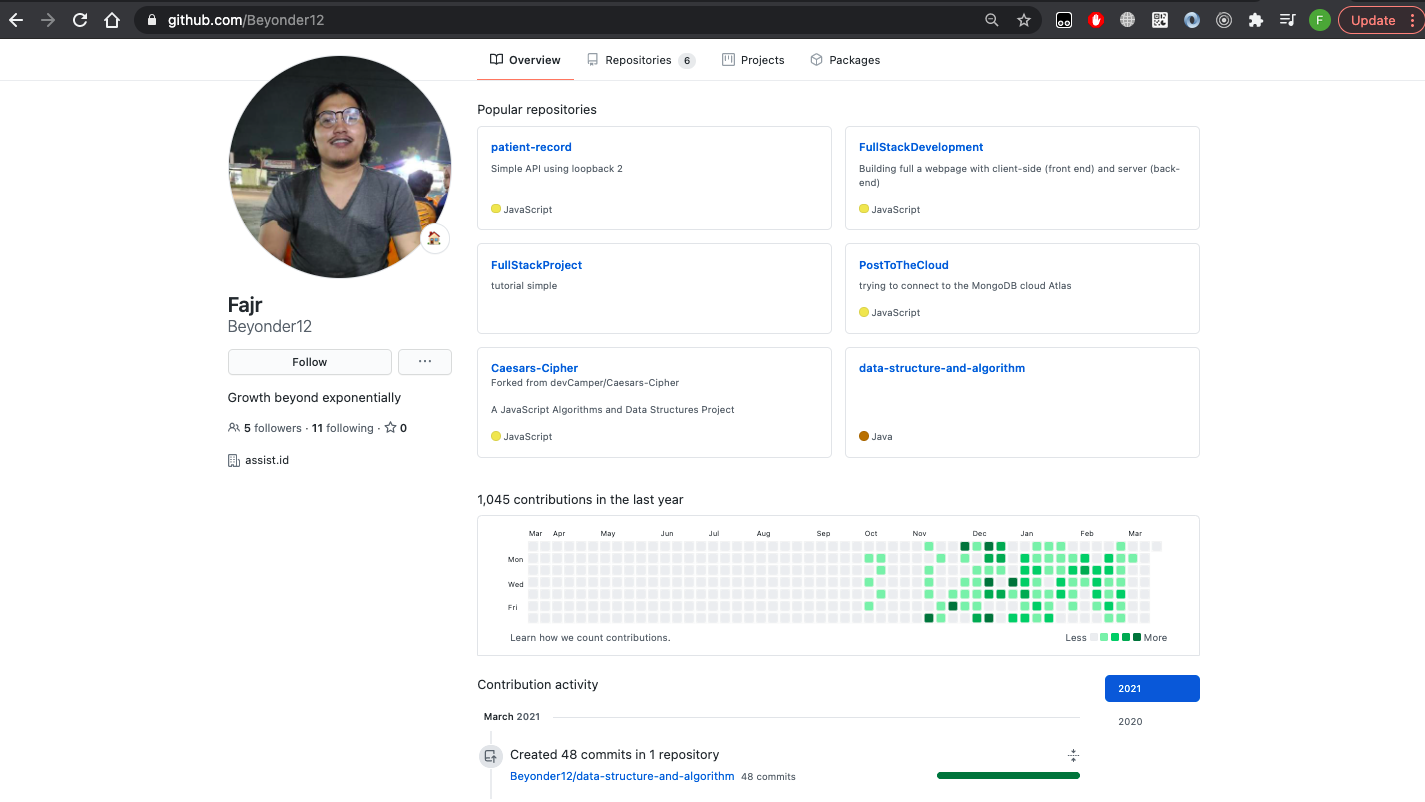 github.com/Beyonder12
F
Update
Overview
Repositories 6
Projects
Packages
Fajr
Beyonder12
Follow
...
Growth beyond exponentially
5 followers · 11 following · 0
assist.id
Popular repositories
patient-record
Simple API using loopback 2
JavaScript
FullStackDevelopment
Building full a webpage with client-side (front end) and server (back-
end)
JavaScript
FullStackProject
tutorial simple
PostToTheCloud
trying to connect to the MongoDB cloud Atlas
JavaScript
Caesars-Cipher
Forked from devCamper/Caesars-Cipher
A JavaScript Algorithms and Data Structures Project
JavaScript
data-structure-and-algorithm
Java
1,045 contributions in the last year
Mar Apr May Jun Jul Aug Sep Oct Nov Dec Jan Feb Mar
Mon
Wed
Fri
Learn how we count contributions.
Less More
Contribution activity
2021
2020
March 2021
Created 48 commits in 1 repository
Beyonder12/data-structure-and-algorithm 48 commits